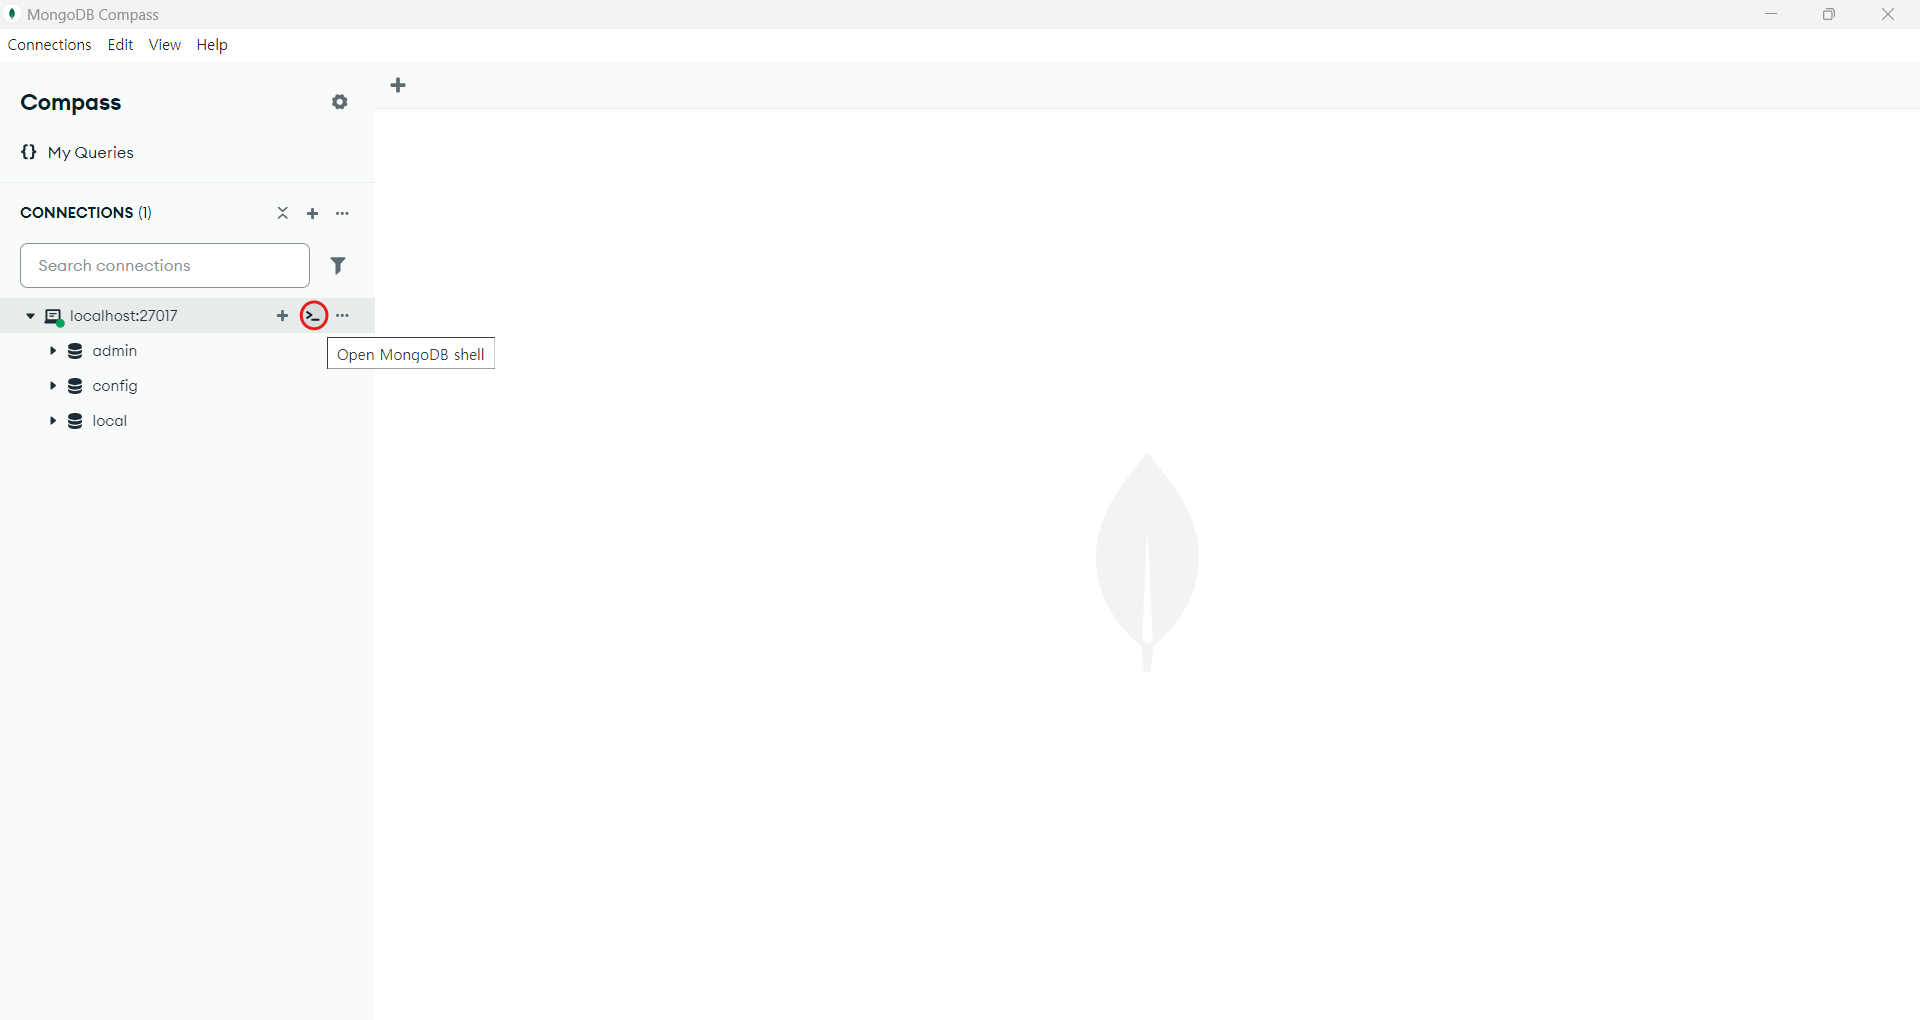 MongoDB Compass
Connections Edit View Help
Compass
My Queries
CONNECTIONS (1)
Search connections
localhost:27017
Open MongoDB shell
admin
config
local